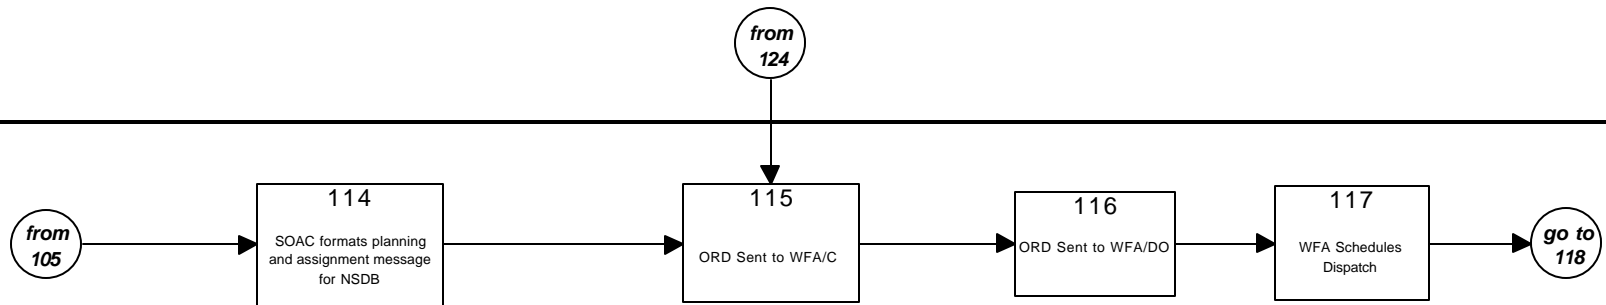 from
124
from
105
114
SOAC formats planning
and assignment message
for NSDB
115
ORD Sent to WFA/C
116
ORD Sent to WFA/DO
117
WFA Schedules
Dispatch
go to
118